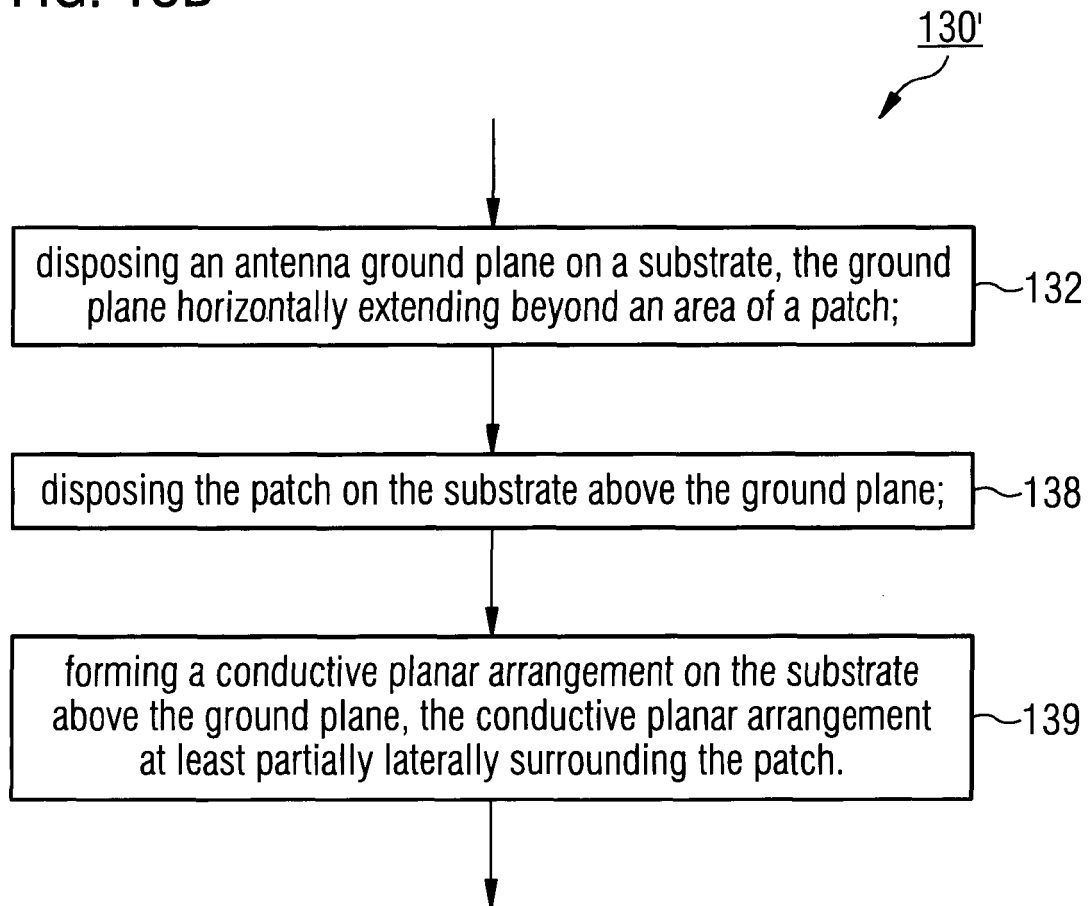 130'
disposing an antenna ground plane on a substrate, the ground
plane horizontally extending beyond an area of a patch;
132
disposing the patch on the substrate above the ground plane;
138
forming a conductive planar arrangement on the substrate
above the ground plane, the conductive planar arrangement
at least partially laterally surrounding the patch.
139